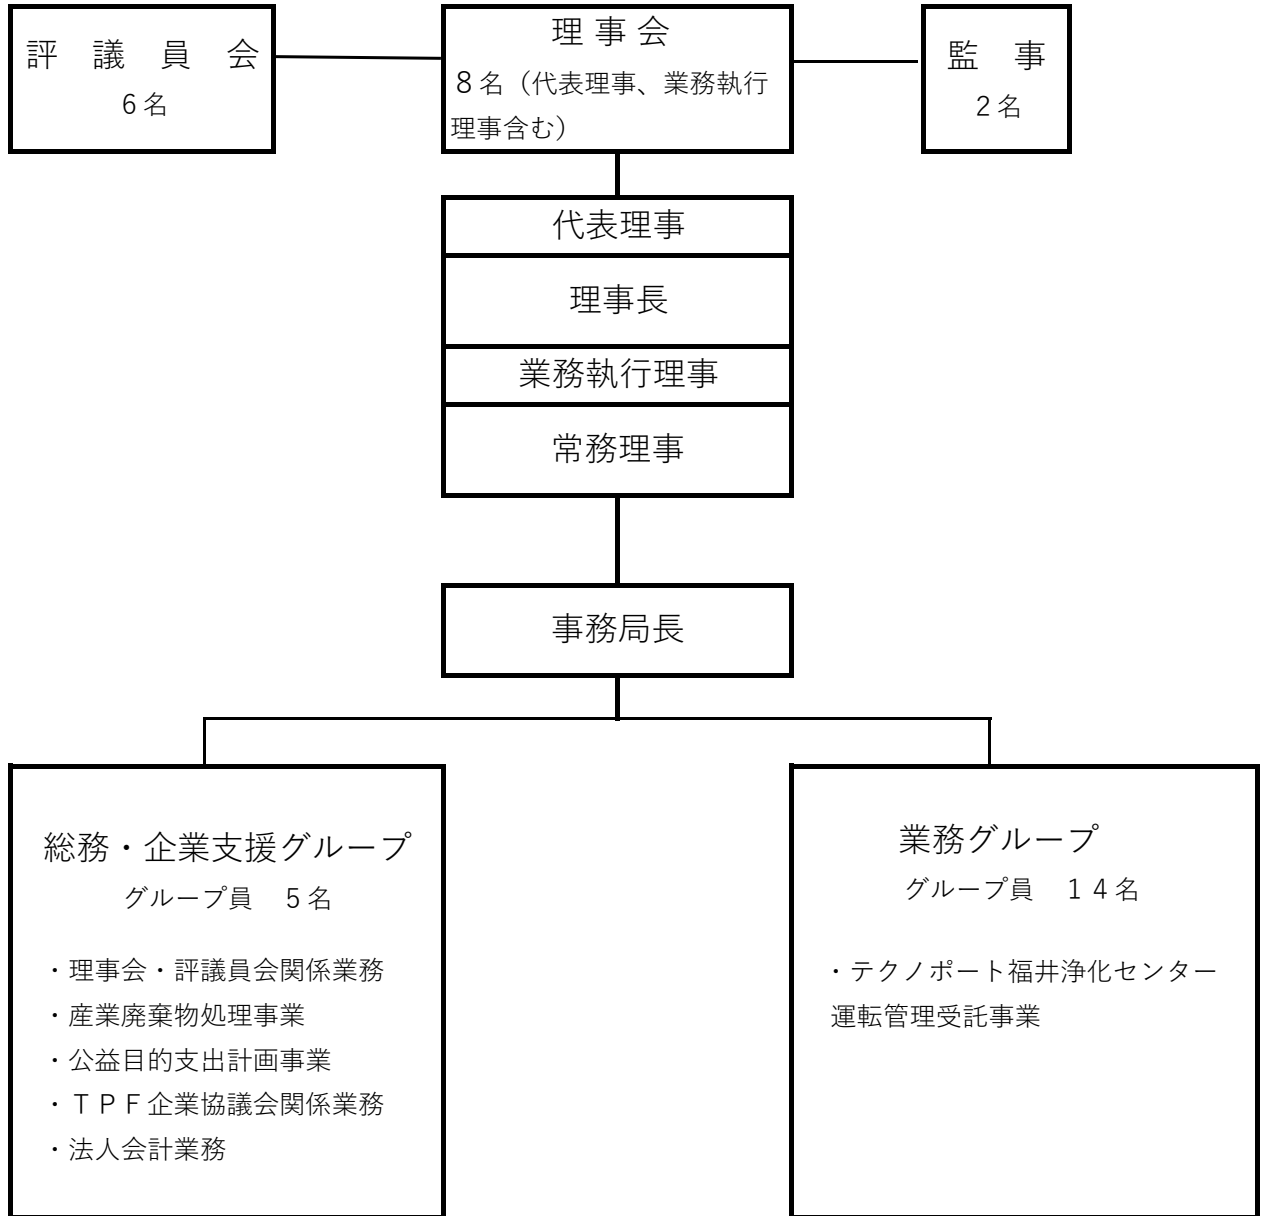 評　議　員　会
６名
理 事 会
８名（代表理事、業務執行
理事含む）
監　事
２名
代表理事
理事長
業務執行理事
常務理事
事務局長
総務・企業支援グループ
グループ員　５名
・理事会・評議員会関係業務
・産業廃棄物処理事業
・公益目的支出計画事業
・ＴＰＦ企業協議会関係業務
・法人会計業務
業務グループ
グループ員　１４名
・テクノポート福井浄化センター
運転管理受託事業